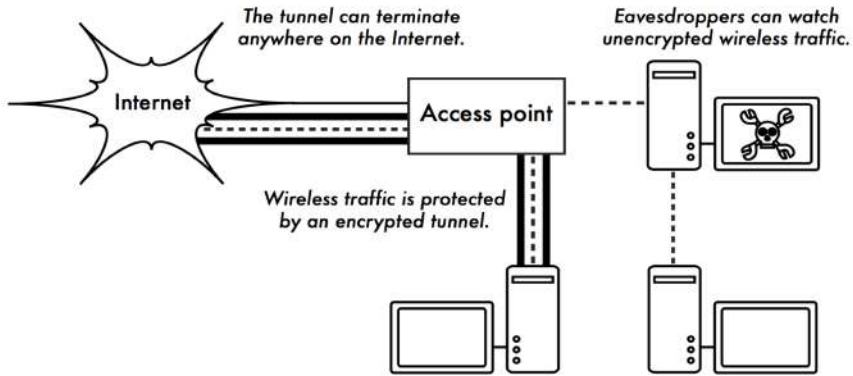 The tunnel can terminate
anywhere on the Internet.
Eavesdroppers can watch
unencrypted wireless traffic.
Internet
Access point
Wireless traffic is protected
by an encrypted tunnel.